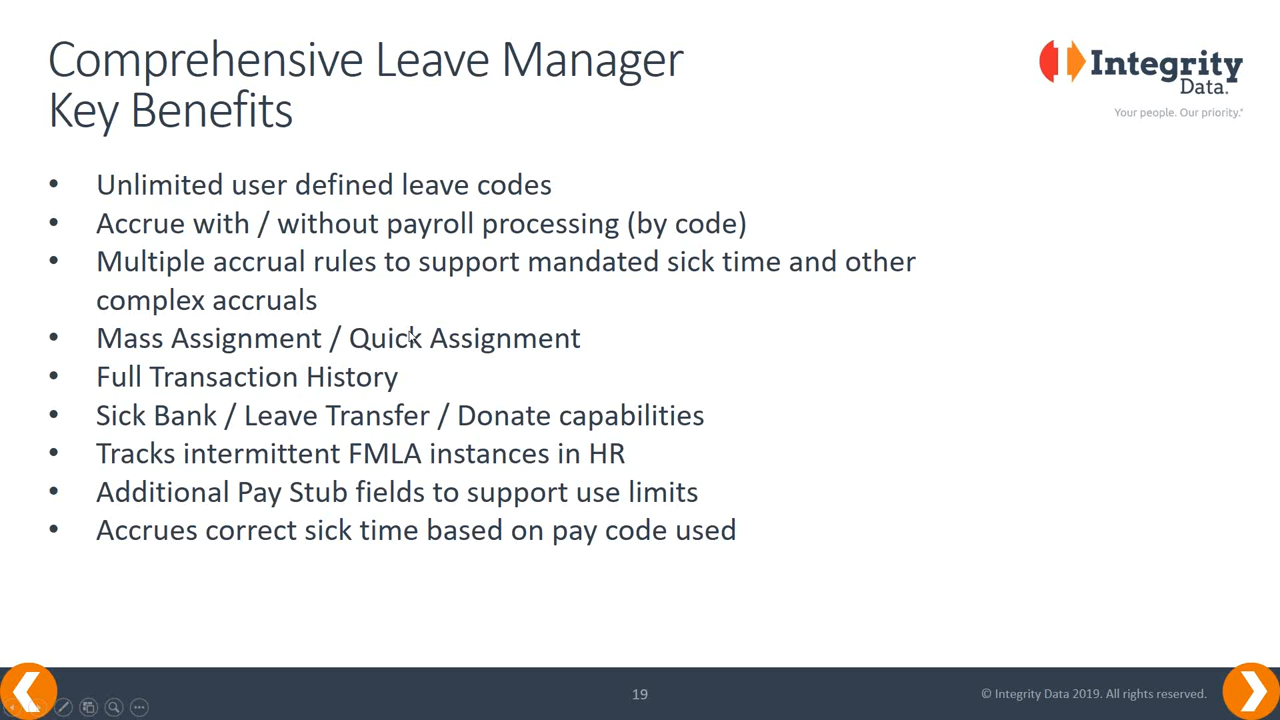 Comprehensive Leave Manager
Key Benefits
Integrity
Data.
Your people. Our priority.®
• Unlimited user defined leave codes
• Accrue with / without payroll processing (by code)
• Multiple accrual rules to support mandated sick time and other
complex accruals
• Mass Assignment / Quick Assignment
• Full Transaction History
• Sick Bank / Leave Transfer / Donate capabilities
• Tracks intermittent FMLA instances in HR
• Additional Pay Stub fields to support use limits
• Accrues correct sick time based on pay code used
19
© Integrity Data 2019. All rights reserved.